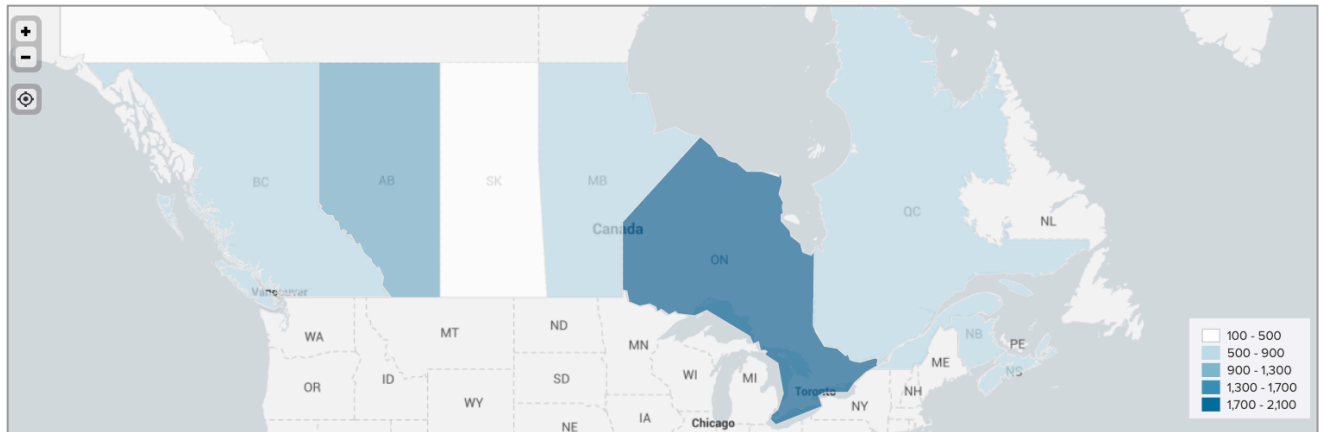 +
−
BC
AB
SK
MB
QC
NL
Canada
ON
Vancouver
WA
MT
ND
MN
NB
PE
NS
ME
OR
ID
SD
WI
MI
Toronto
NH
NY
WY
IA
NE
Chicago
100 - 500
500 - 900
900 - 1,300
1,300 - 1,700
1,700 - 2,100